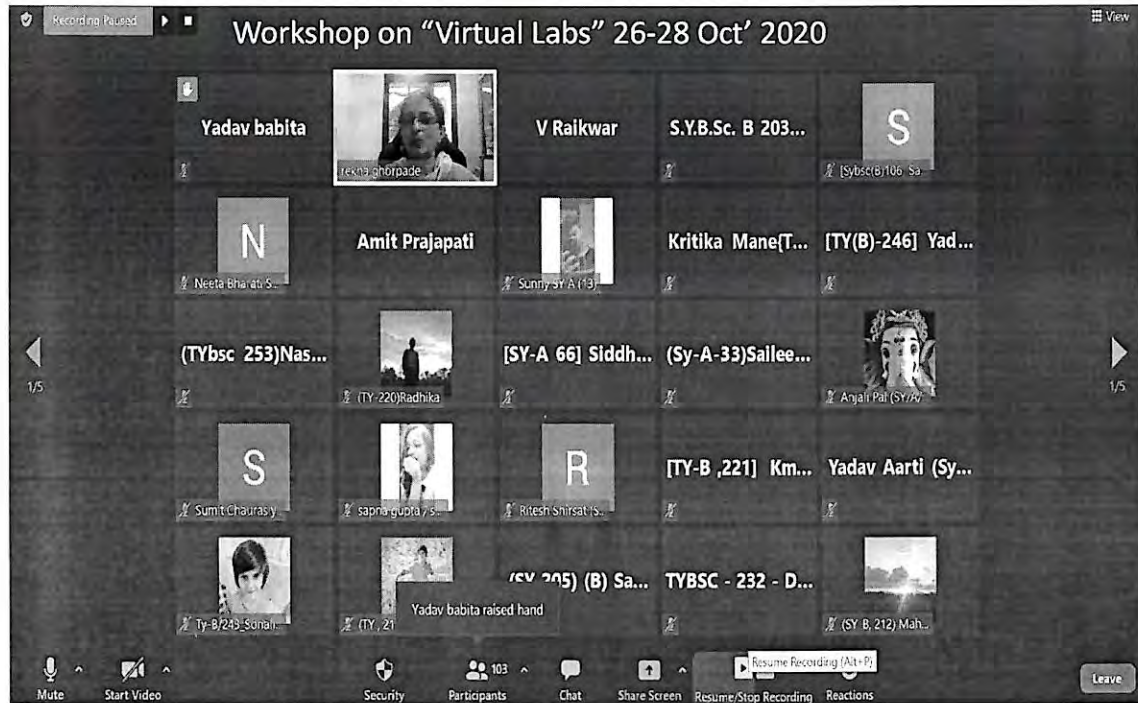 Recording Paused
View
Workshop on “Virtual Labs” 26-28 Oct’ 2020
Yadav babita
rekha ghorpade
V Raikwar
S.Y.B.Sc. B 203...
S
[Sybsc(B)106 Sa...
N
Neeta Bharati S...
Amit Prajapati
Sunny SY A (13)
Kritika Mane{T...
[TY(B)-246] Yad...
(TYbsc 253)Nas...
(TY-220)Radhika
[SY-A 66] Siddh...
(Sy-A-33)Sailee...
Anjali Pal (SY/A/
1/5
1/5
S
Sumit Chaurasiy...
sapna gupta / s...
R
Ritesh Shirsat (S...
[TY-B ,221] Km...
Yadav Aarti (Sy...
Ty-B/243_Sonali
(TY , 21
(SY 205) (B) Sa...
TYBSC - 232 - D...
(SY B, 212) Mah...
Yadav babita raised hand
Resume Recording (Alt+P)
Mute
Start Video
Security
103
Participants
Chat
Share Screen
Resume/Stop Recording
Reactions
Leave